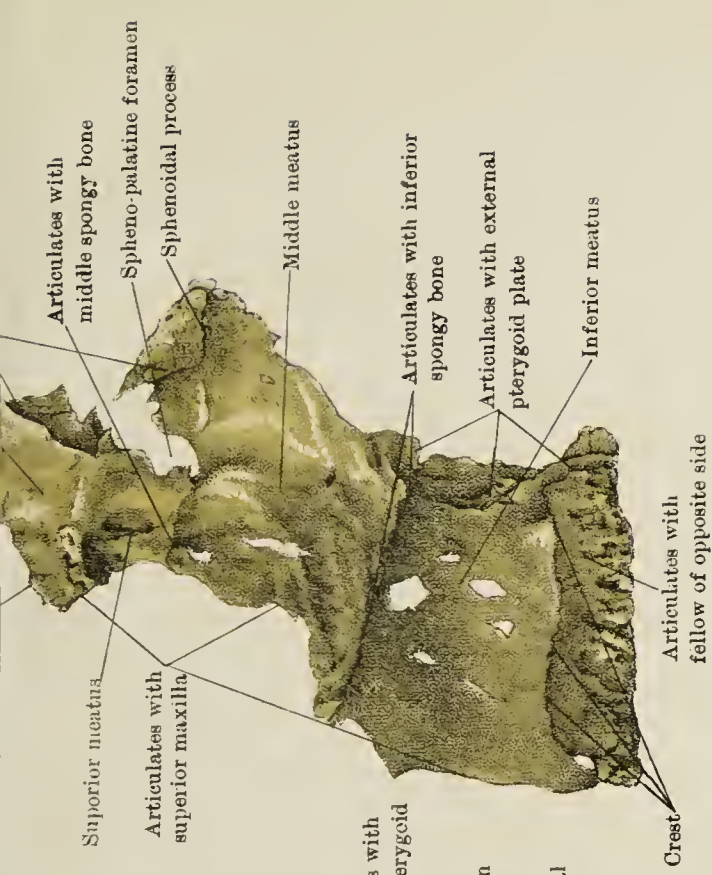 Articulates with
middle spongy bone
Spheno-palatine foramen
Sphenoidal process
Middle meatus
Articulates with inferior
spongy bone
Articulates with external
pterygoid plate
Inferior meatus
Superior meatus
Articulates with
superior maxilla
s with
erygoid
n
l
Articulates with
fellow of opposite side
Crest